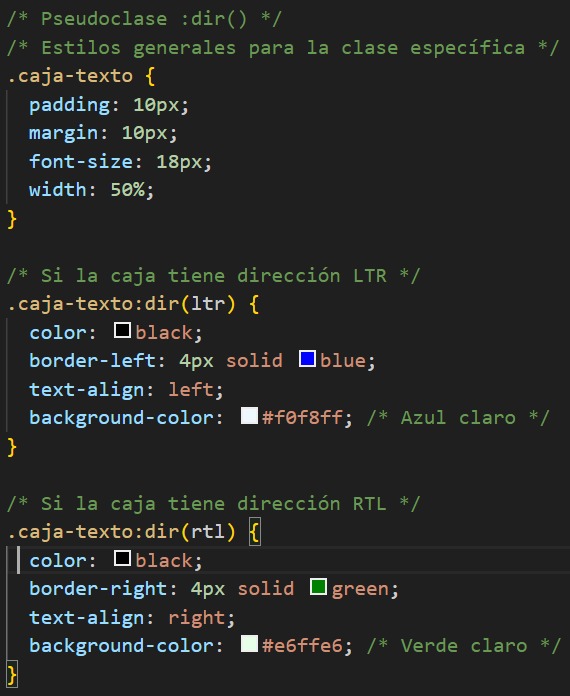 /* Pseudoclase :dir() */
/* Estilos generales para la clase específica */
.caja-texto {
  padding: 10px;
  margin: 10px;
  font-size: 18px;
  width: 50%;
}

/* Si la caja tiene dirección LTR */
.caja-texto:dir(ltr) {
  color: black;
  border-left: 4px solid blue;
  text-align: left;
  background-color: #f0f8ff; /* Azul claro */
}

/* Si la caja tiene dirección RTL */
.caja-texto:dir(rtl) {
  color: black;
  border-right: 4px solid green;
  text-align: right;
  background-color: #e6ffe6; /* Verde claro */
}